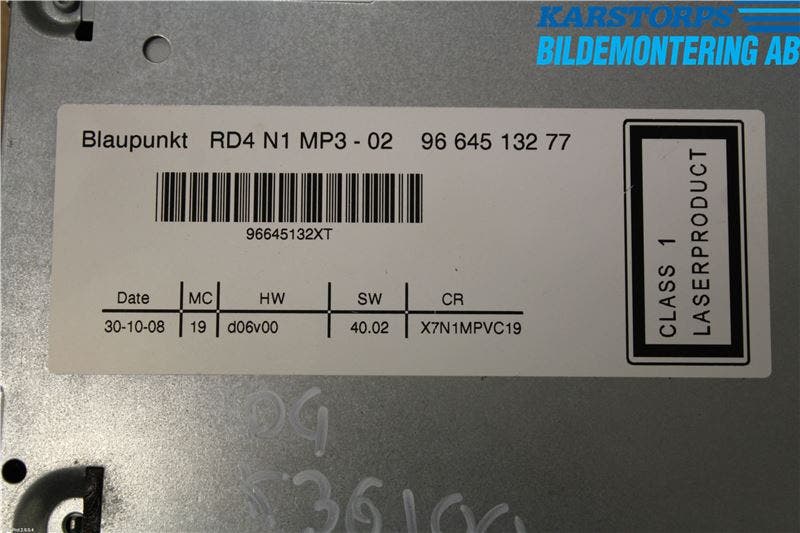 KARSTORPS
BILDEMONTERING AB
Blaupunkt RD4 N1 MP3 - 02 96 645 132 77
96645132XT
Date MC HW SW CR
30-10-08 19 d06v00 40.02 X7N1MPVC19
CLASS 1
LASERPRODUCT